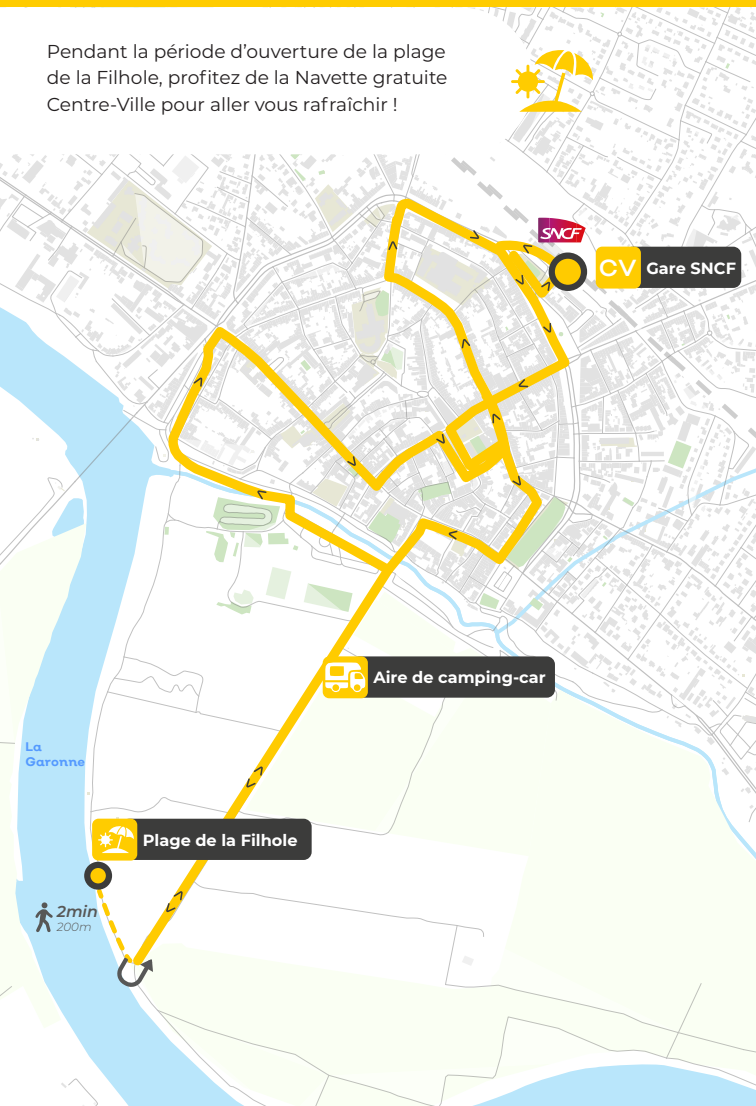 Pendant la période d'ouverture de la plage
de la Filhole, profitez de la Navette gratuite
Centre-Ville pour aller vous rafraîchir !
SNCF
CV Gare SNCF
Aire de camping-car
La
Garonne
Plage de la Filhole
2min
200m